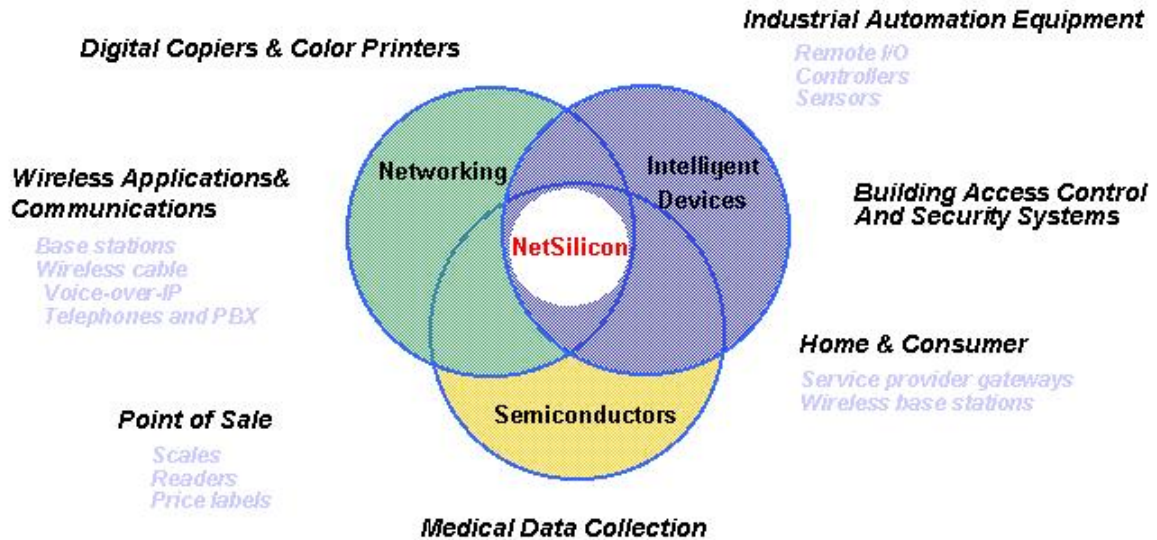 Industrial Automation Equipment
Remote I/O
Controllers
Sensors
Digital Copiers & Color Printers
Networking
Intelligent
Devices
Wireless Applications&
Communications
Base stations
Wireless cable
Voice-over-IP
Telephones and PBX
Building Access Control
And Security Systems
NetSilicon
Home & Consumer
Service provider gateways
Wireless base stations
Point of Sale
Scales
Readers
Price labels
Semiconductors
Medical Data Collection